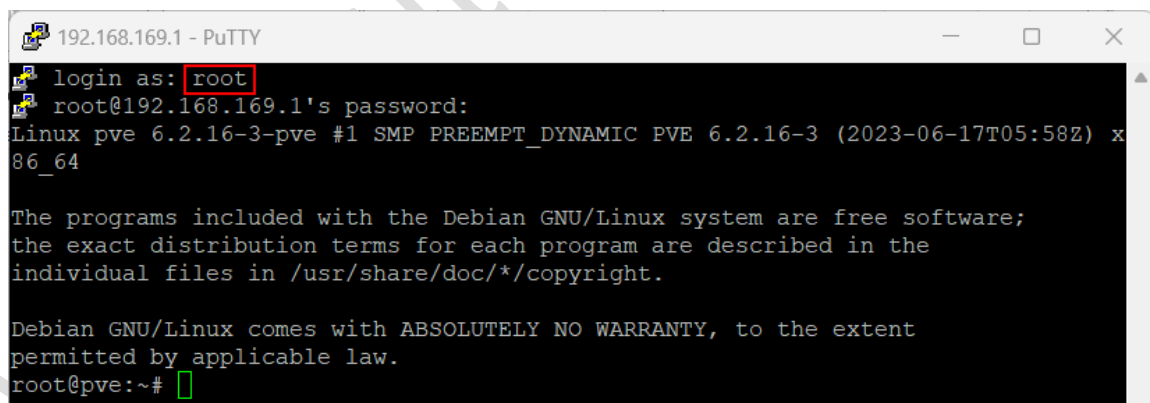 192.168.169.1 - PuTTY
login as: root
root@192.168.169.1's password:
Linux pve 6.2.16-3-pve #1 SMP PREEMPT_DYNAMIC PVE 6.2.16-3 (2023-06-17T05:58Z) x
86_64
The programs included with the Debian GNU/Linux system are free software;
the exact distribution terms for each program are described in the
individual files in /usr/share/doc/*/copyright.
Debian GNU/Linux comes with ABSOLUTELY NO WARRANTY, to the extent
permitted by applicable law.
root@pve:~#